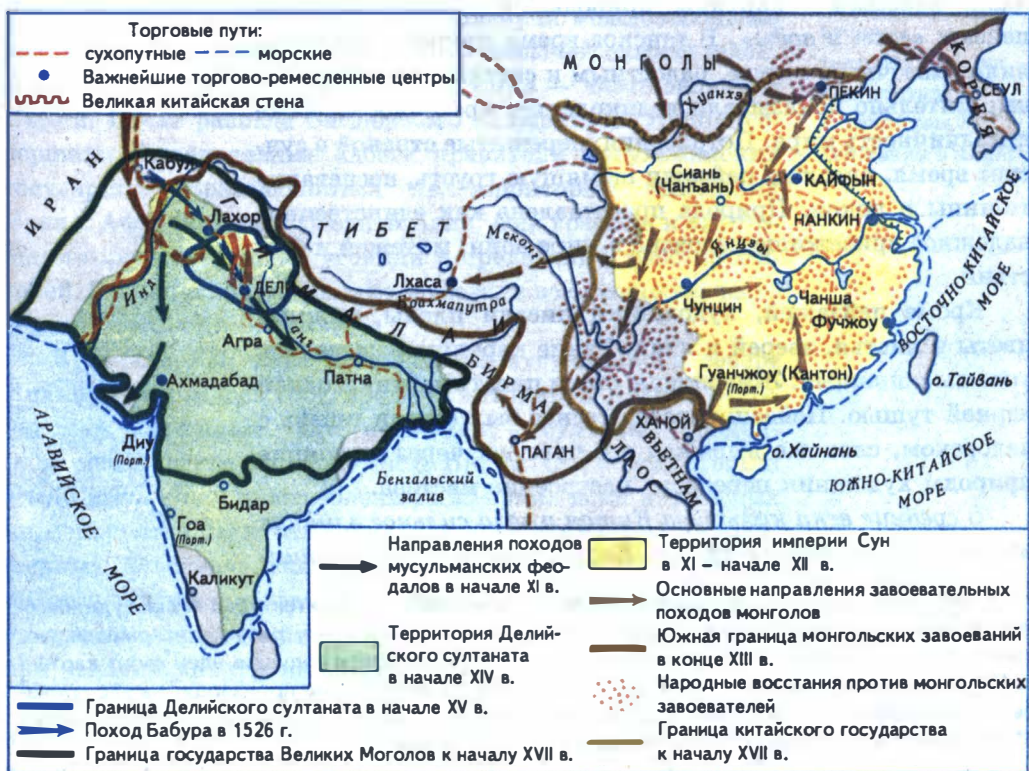 Торговые пути:
сухопутные морские
Важнейшие торгово-ремесленные центры
Великая китайская стена
МОНГОЛЫ
Хуанхэ
ПЕКИН
КОРЕЯ
СЕУЛ
ИРАН
Кабул
Лахор
ДЕЛИ
Инд
Агра
Ганг
Патна
Ахмадабад
Диу
(Порт.)
Бидар
Гоа
(Порт.)
Каликут
АРАВИЙСКОЕ
МОРЕ
ГИМАЛАИ
ТИБЕТ
Лхаса
Брахмапутра
Меконг
Сиань
(Чанъань)
КАЙФЫН
НАНКИН
Янцзы
Чунцин
Чанша
Фучжоу
Гуанчжоу (Кантон)
(Порт.)
ВОСТОЧНО-КИТАЙСКОЕ
МОРЕ
о.Тайвань
БИРМА
ПАГАН
ЛАОС
ХАНОЙ
ВЬЕТНАМ
о.Хайнань
ЮЖНО-КИТАЙСКОЕ
МОРЕ
Бенгальский
залив
Направления походов
мусульманских фео-
далов в начале XI в.
Территория Делий-
ского султаната
в начале XIV в.
Граница Делийского султаната в начале XV в.
Поход Бабура в 1526 г.
Граница государства Великих Моголов к началу XVII в.
Территория империи Сун
в XI – начале XII в.
Основные направления завоевательных
походов монголов
Южная граница монгольских завоеваний
в конце XIII в.
Народные восстания против монгольских
завоевателей
Граница китайского государства
к началу XVII в.